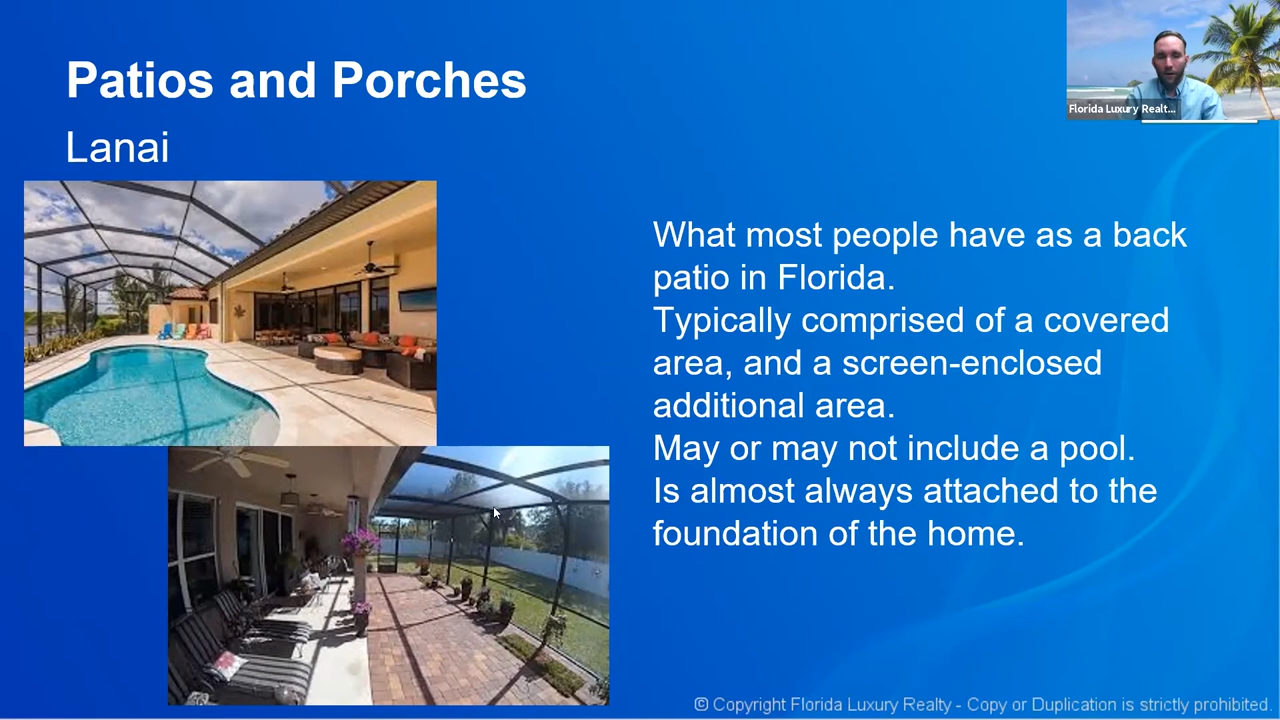 Patios and Porches
Florida Luxury Realt...
Lanai
What most people have as a back
patio in Florida.
Typically comprised of a covered
area, and a screen-enclosed
additional area.
May or may not include a pool.
Is almost always attached to the
foundation of the home.
© Copyright Florida Luxury Realty - Copy or Duplication is strictly prohibited.